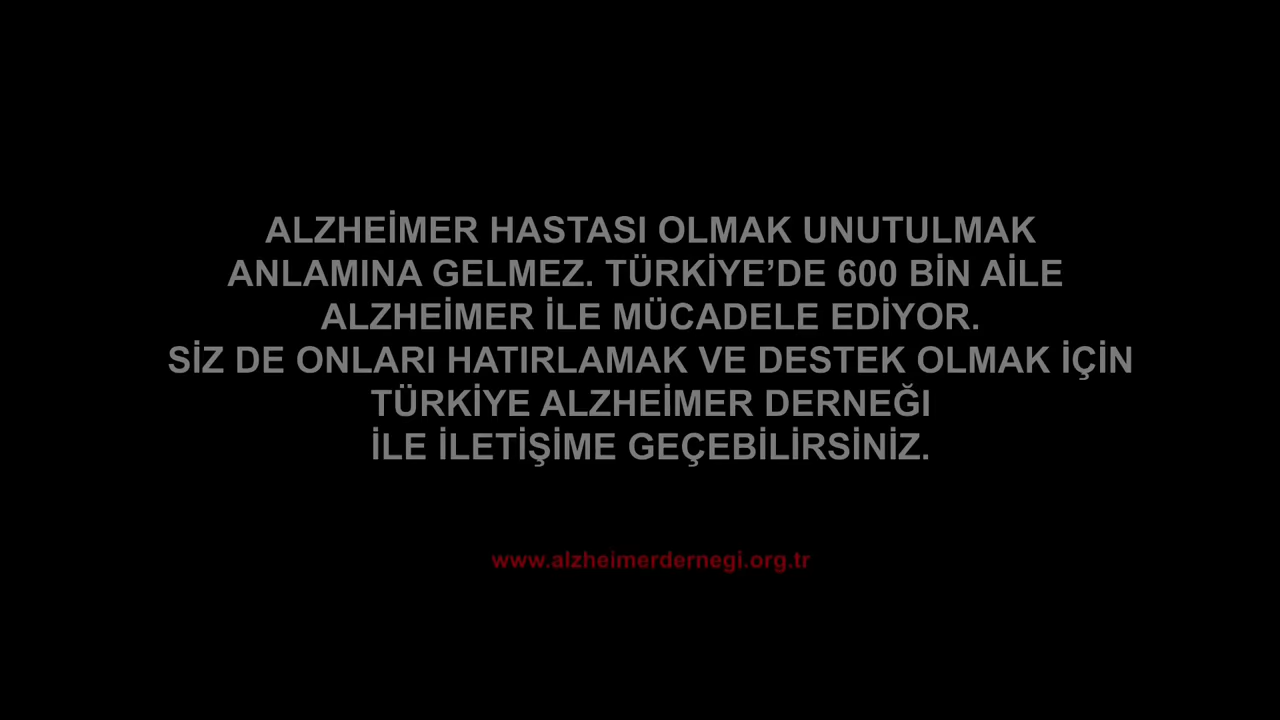 ALZHEİMER HASTASI OLMAK UNUTULMAK
ANLAMINA GELMEZ. TÜRKİYE’DE 600 BİN AİLE
ALZHEİMER İLE MÜCADELE EDİYOR.
SİZ DE ONLARI HATIRLAMAK VE DESTEK OLMAK İÇİN
TÜRKİYE ALZHEİMER DERNEĞI
İLE İLETİŞİME GEÇEBİLİRSİNİZ.
www.alzheimerdernegi.org.tr